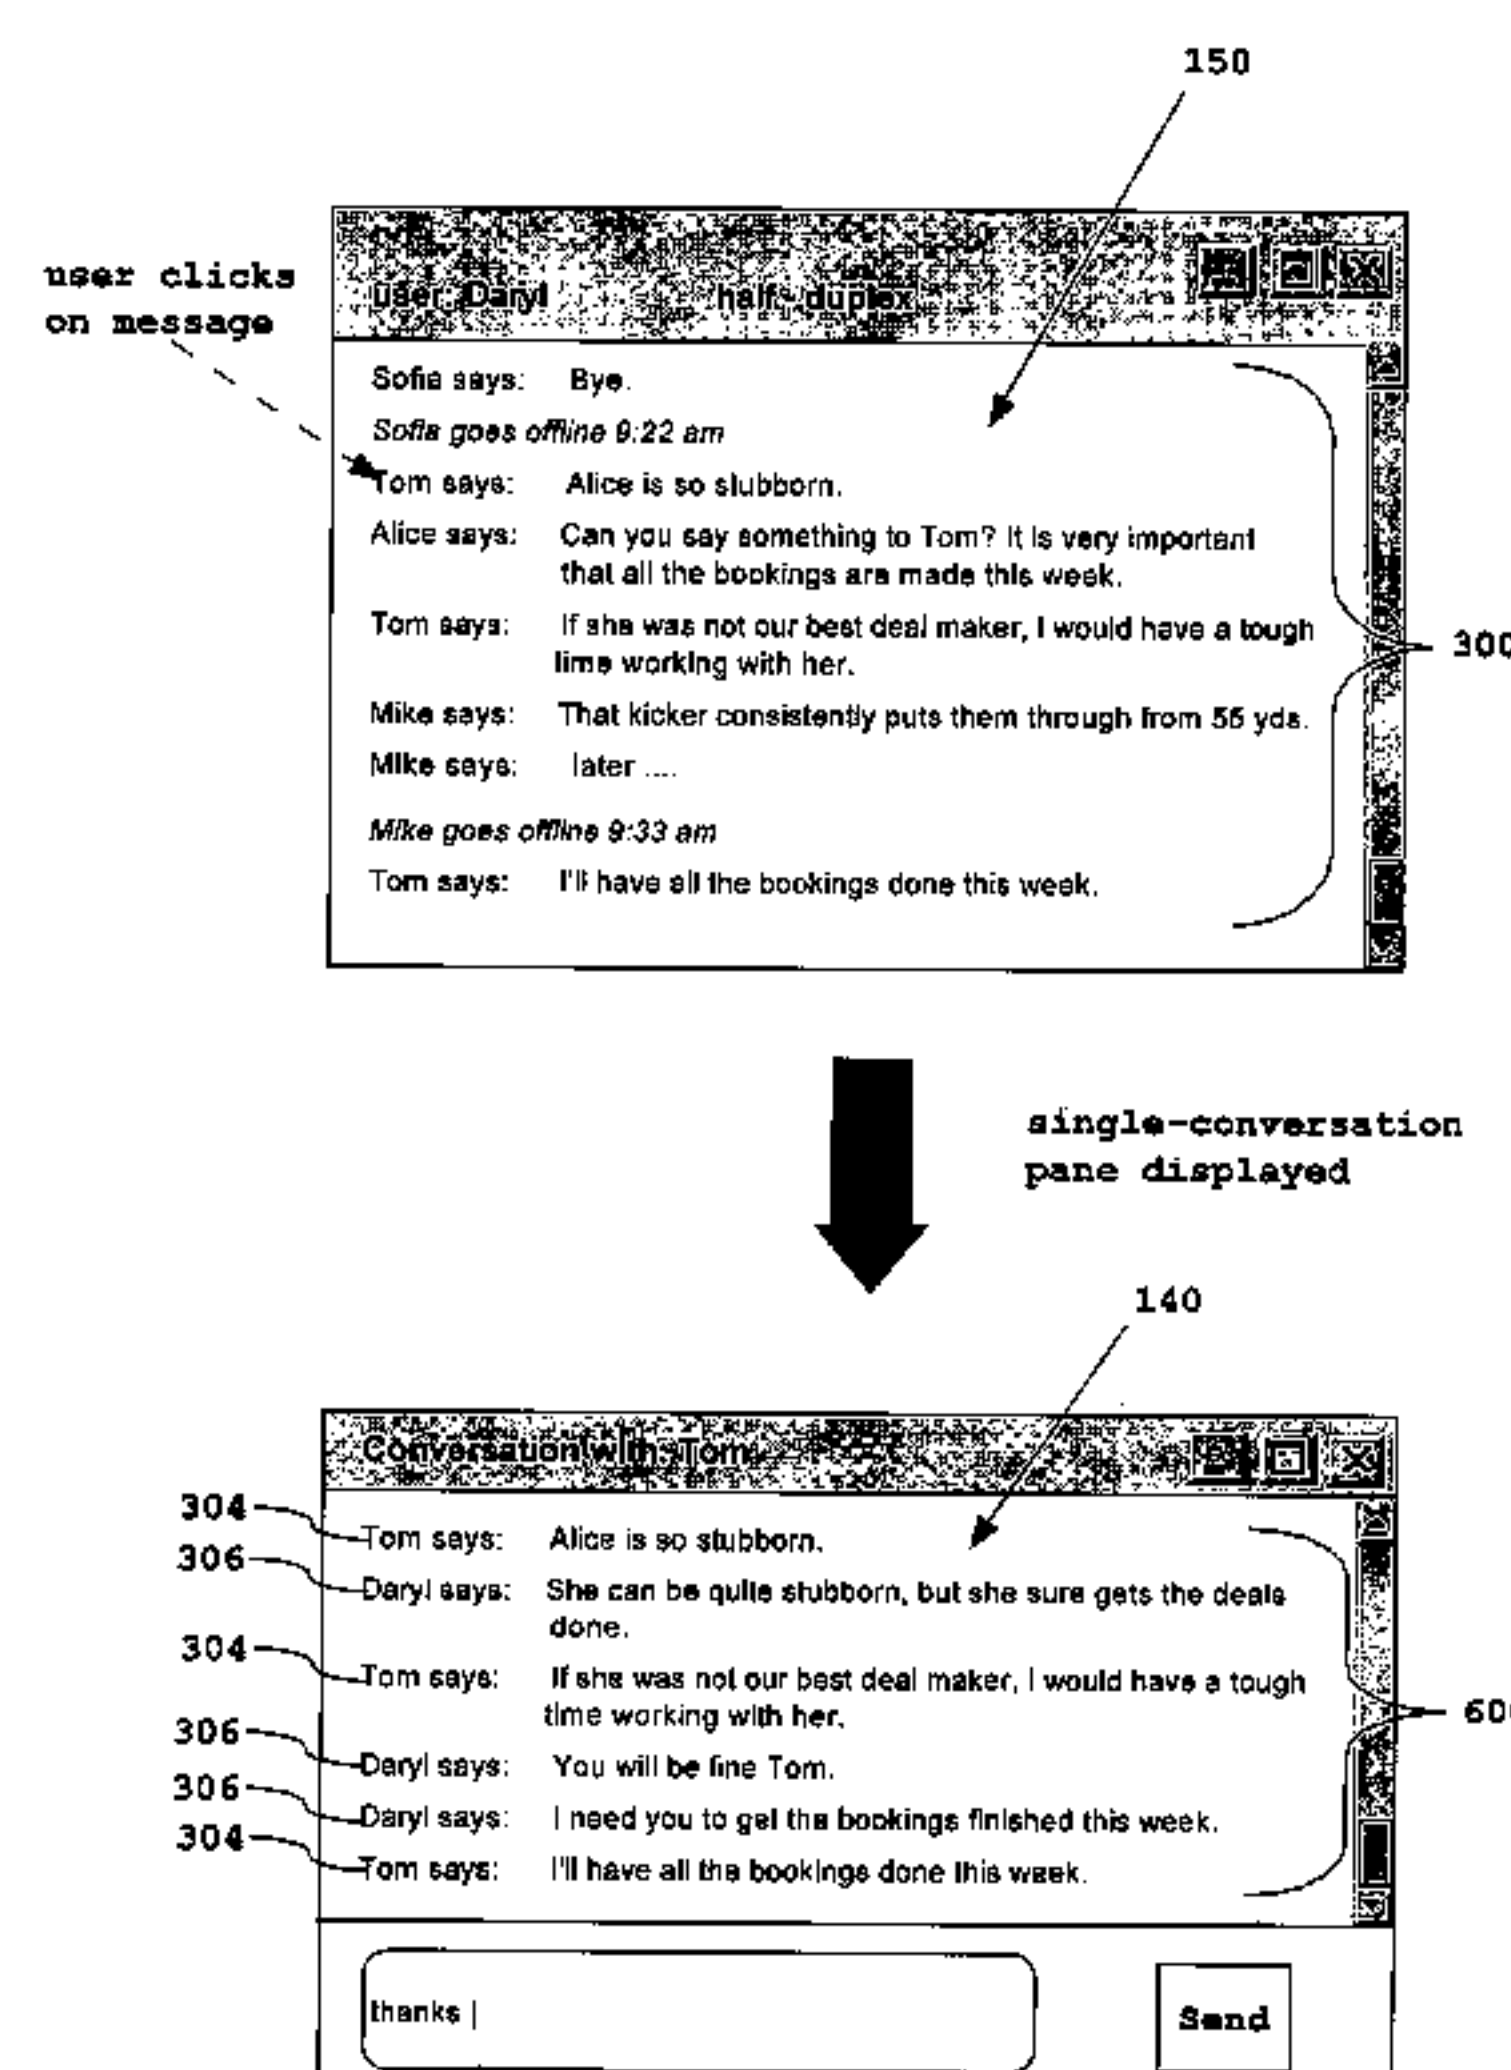 150
user clicks
on message
user: Daryl half - duplex
Sofia says: Bye.
Sofia goes offline 9:22 am
Tom says: Alice is so stubborn.
Alice says: Can you say something to Tom? It is very important
that all the bookings are made this week.
Tom says: If she was not our best deal maker, I would have a tough
time working with her.
300
Mike says: That kicker consistently puts them through from 55 yds.
Mike says: later ....
Mike goes offline 9:33 am
Tom says: I'll have all the bookings done this week.
single-conversation
pane displayed
140
Conversation with Tom
304 Tom says: Alice is so stubborn.
306 Daryl says: She can be quite stubborn, but she sure gets the deals
done.
304 Tom says: If she was not our best deal maker, I would have a tough
time working with her.
306 Daryl says: You will be fine Tom.
306 Daryl says: I need you to get the bookings finished this week.
304 Tom says: I'll have all the bookings done this week.
thanks |
Send